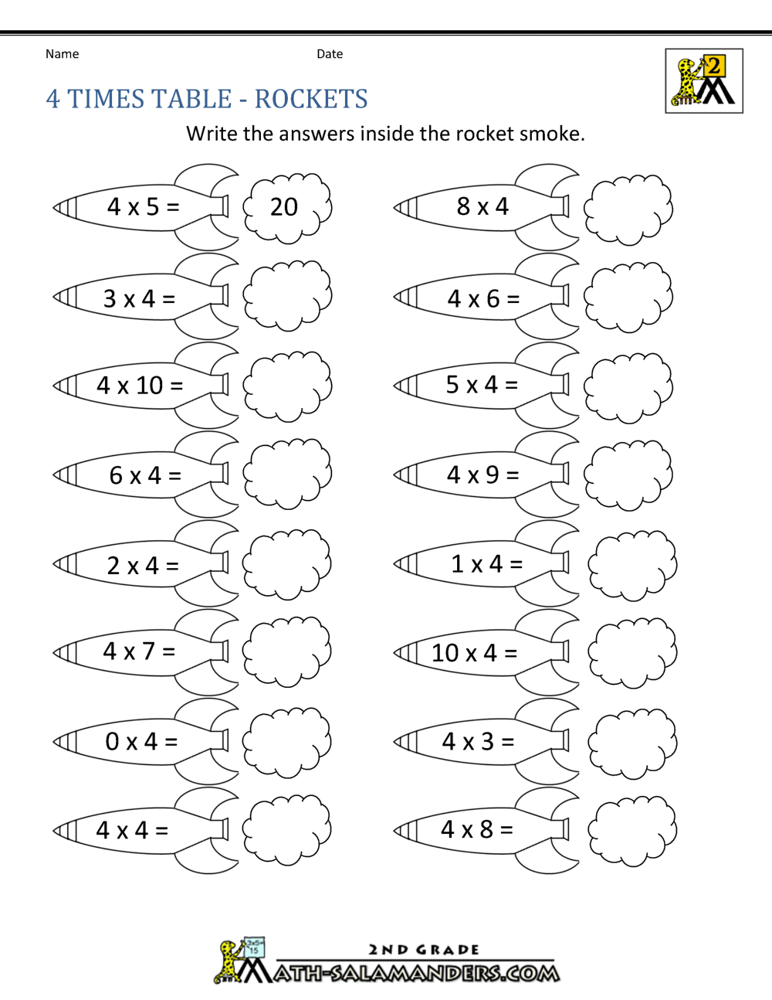 Name Date
2
4 TIMES TABLE - ROCKETS
Write the answers inside the rocket smoke.
4 x 5 = 20 8 x 4
3 x 4 = 4 x 6 =
4 x 10 = 5 x 4 =
6 x 4 = 4 x 9 =
2 x 4 = 1 x 4 =
4 x 7 = 10 x 4 =
0 x 4 = 4 x 3 =
4 x 4 = 4 x 8 =
3x5=
15
2ND GRADE
MATH-SALAMANDERS.COM